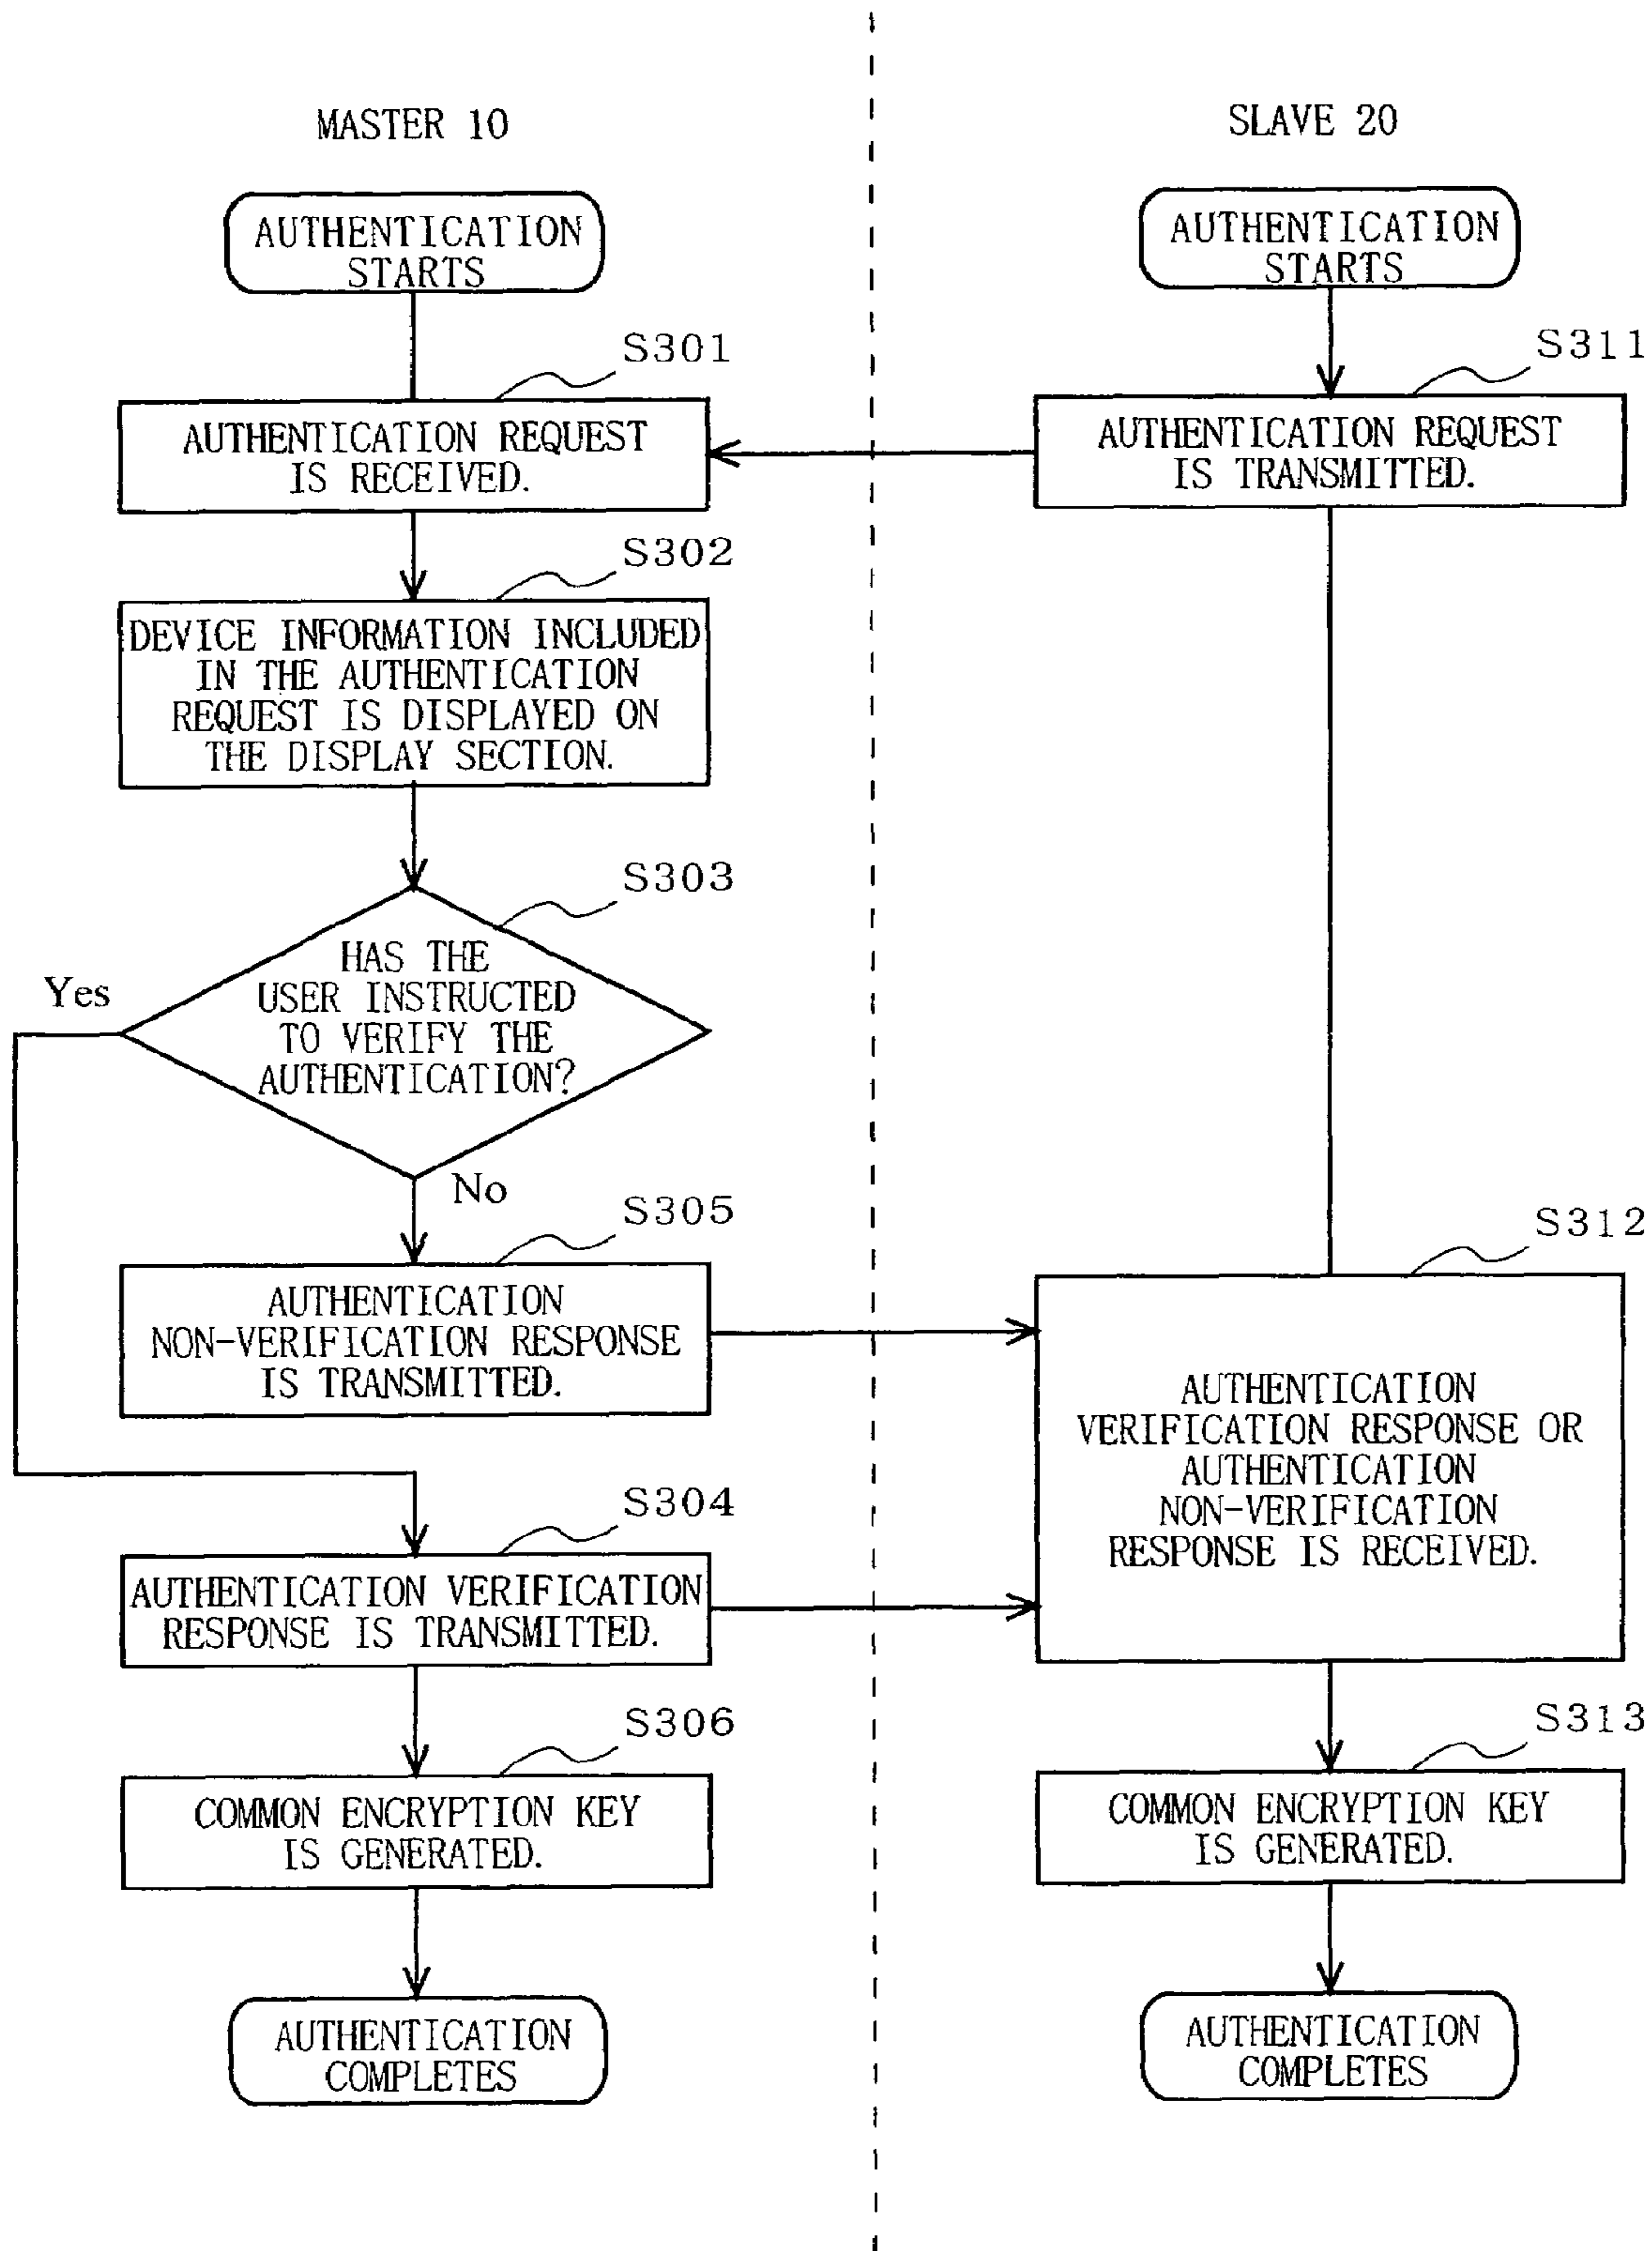 MASTER 10
AUTHENTICATION
STARTS
S301
AUTHENTICATION REQUEST
IS RECEIVED.
S302
DEVICE INFORMATION INCLUDED
IN THE AUTHENTICATION
REQUEST IS DISPLAYED ON
THE DISPLAY SECTION.
S303
HAS THE
USER INSTRUCTED
TO VERIFY THE
AUTHENTICATION?
Yes
No
S305
AUTHENTICATION
NON-VERIFICATION RESPONSE
IS TRANSMITTED.
S304
AUTHENTICATION VERIFICATION
RESPONSE IS TRANSMITTED.
S306
COMMON ENCRYPTION KEY
IS GENERATED.
AUTHENTICATION
COMPLETES
SLAVE 20
AUTHENTICATION
STARTS
S311
AUTHENTICATION REQUEST
IS TRANSMITTED.
S312
AUTHENTICATION
VERIFICATION RESPONSE OR
AUTHENTICATION
NON-VERIFICATION
RESPONSE IS RECEIVED.
S313
COMMON ENCRYPTION KEY
IS GENERATED.
AUTHENTICATION
COMPLETES